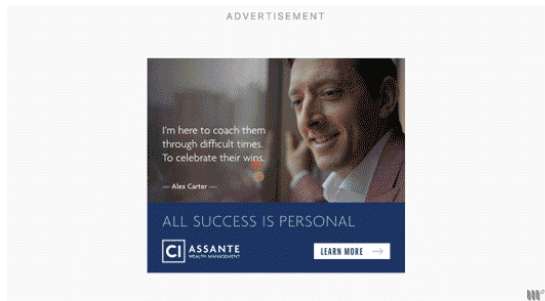 ADVERTISEMENT
I'm here to coach them
through difficult times.
To celebrate their wins.
— Alex Carter —
ALL SUCCESS IS PERSONAL
CI ASSANTE
WEALTH MANAGEMENT
LEARN MORE